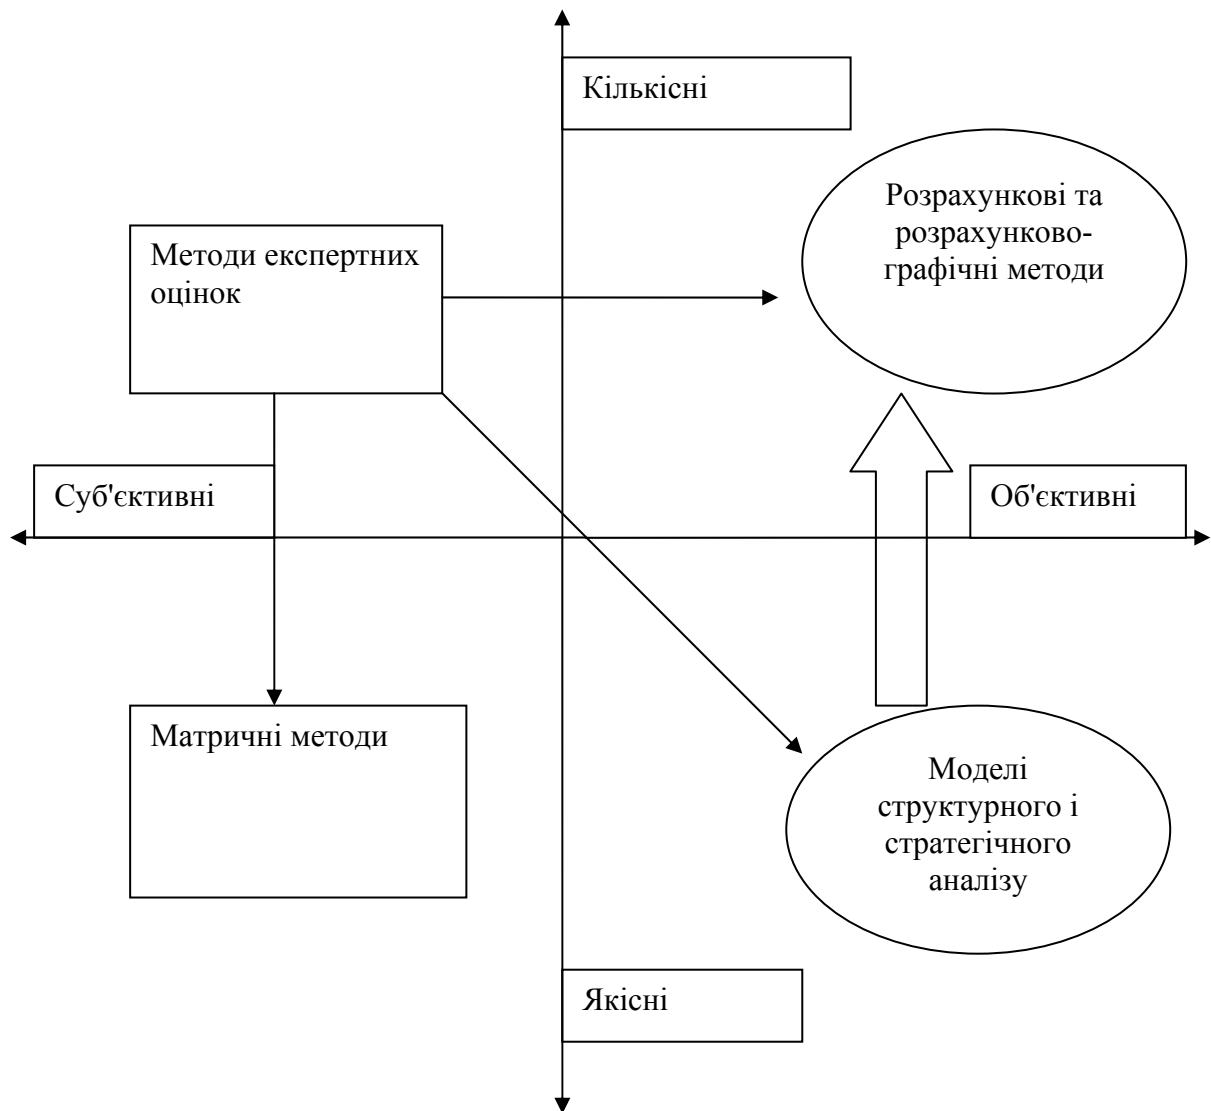 Кількісні
Розрахункові та
розрахунково-
графічні методи
Методи експертних
оцінок
Суб'єктивні
Об'єктивні
Матричні методи
Моделі
структурного і
стратегічного
аналізу
Якісні